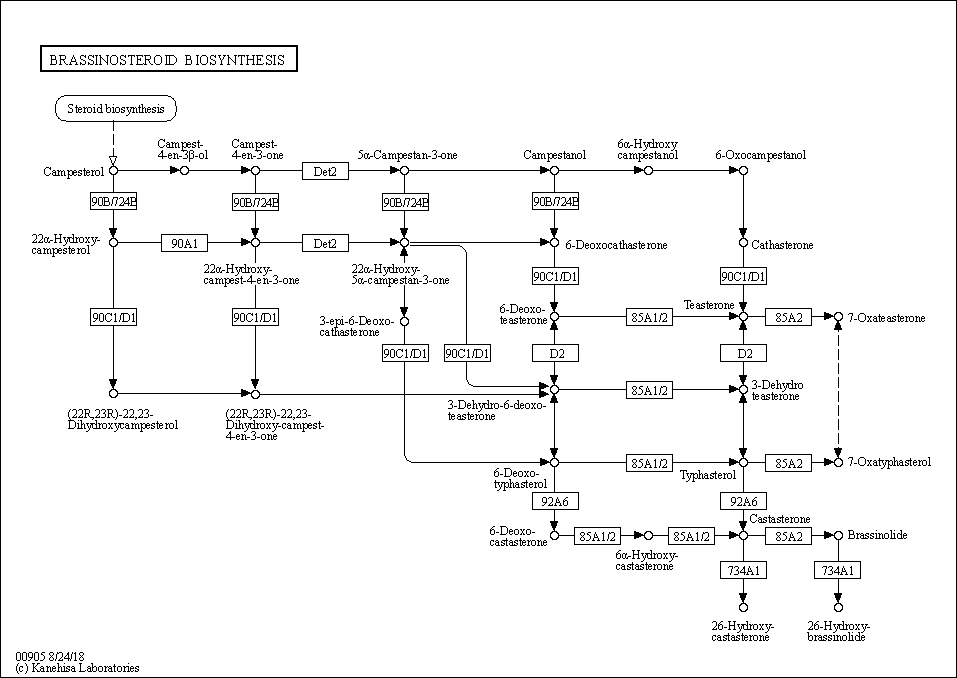 BRASSINOSTEROID BIOSYNTHESIS
Steroid biosynthesis
Campest-
4-en-3β-ol
Campest-
4-en-3-one
6α-Hydroxy
campestanol
5α-Campestan-3-one
Campestanol
6-Oxocampestanol
Campesterol
Det2
90B/724B
90B/724B
90B/724B
90B/724B
22α-Hydroxy-
campesterol
90A1
Det2
6-Deoxocathasterone
Cathasterone
22α-Hydroxy-
campest-4-en-3-one
22α-Hydroxy-
5α-campestan-3-one
90C1/D1
90C1/D1
Teasterone
6-Deoxo-
teasterone
90C1/D1
90C1/D1
3-epi-6-Deoxo-
cathasterone
85A1/2
85A2
7-Oxateasterone
90C1/D1
90C1/D1
D2
D2
85A1/2
3-Dehydro
teasterone
3-Dehydro-6-deoxo-
teasterone
(22R,23R)-22,23-
Dihydroxycampesterol
(22R,23R)-22,23-
Dihydroxy-campest-
4-en-3-one
6-Deoxo-
typhasterol
85A1/2
Typhasterol
85A2
7-Oxatyphasterol
92A6
92A6
Castasterone
6-Deoxo-
castasterone
85A1/2
85A1/2
85A2
Brassinolide
6α-Hydroxy-
castasterone
734A1
734A1
26-Hydroxy-
castasterone
26-Hydroxy-
brassinolide
00905 8/24/18
(c) Kanehisa Laboratories